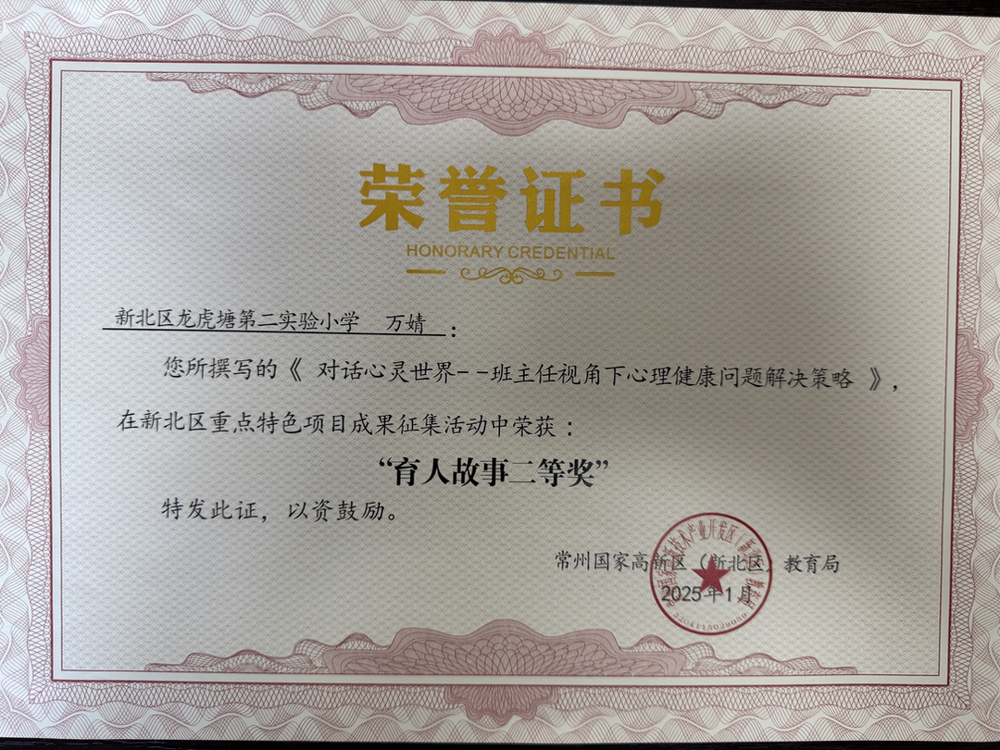 荣誉证书
HONORARY CREDENTIAL
新北区龙虎塘第二实验小学 万婧：
您所撰写的《 对话心灵世界--班主任视角下心理健康问题解决策略 》，
在新北区重点特色项目成果征集活动中荣获：
“育人故事二等奖”
特发此证，以资鼓励。
常州国家高新区（新北区）教育局
2025年1月